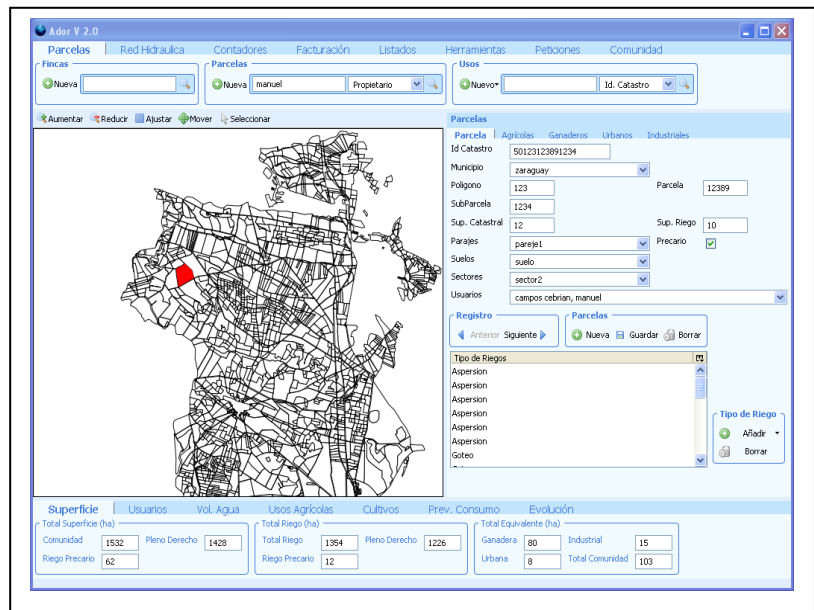 Ador V 2.0
Parcelas Red Hidraulica Contadores Facturación Listados Herramientas Peticiones Comunidad
Fincas Parcelas Usos
Nueva Nueva manuel Propietario Nuevo Id. Catastro
Aumentar Reducir Ajustar Mover Seleccionar
Parcelas
Parcela Agrícolas Ganaderos Urbanos Industriales
Id Catastro 50123123891234
Municipio zaraguay
Poligono 123 Parcela 12389
SubParcela 1234
Sup. Catastral 12 Sup. Riego 10
Parajes pareje1 Precario
Suelos suelo
Sectores sector2
Usuarios campos cebrian, manuel
Registro Parcelas
Anterior Siguiente Nueva Guardar Borrar
Tipo de Riegos
Aspersion
Aspersion
Aspersion
Aspersion
Aspersion
Aspersion
Goteo
Tipo de Riego
Añadir
Borrar
Superficie Usuarios Vol. Agua Usos Agrícolas Cultivos Prev. Consumo Evolución
Total Superficie (ha) Total Riego (ha) Total Equivalente (ha)
Comunidad 1532 Pleno Derecho 1428 Total Riego 1354 Pleno Derecho 1226 Ganadera 80 Industrial 15
Riego Precario 62 Riego Precario 12 Urbana 8 Total Comunidad 103